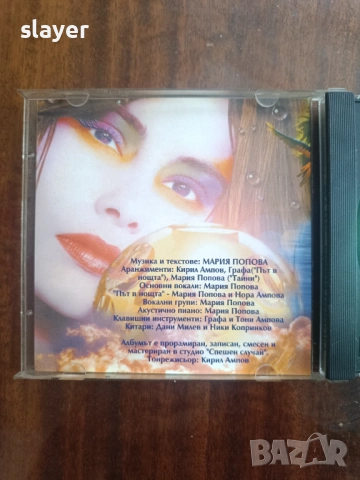 slayer
Музика и текстове: МАРИЯ ПОПОВА
Аранжименти: Кирил Ампов, Графа("Път в
нощта"), Мария Попова ("Тайни")
Основни вокали: Мария Попова
"Път в нощта" - Мария Попова и Нора Ампова
Вокални групи: Мария Попова
Акустично пиано: Мария Попова
Клавишни инструменти: Графа и Тони Ампова
Китари: Дани Милев и Ники Копринков
Албумът е програмиран, записан, смесен и
мастериран в студио "Спешен случай"
Тонрежисьор: Кирил Ампов
BAZAR